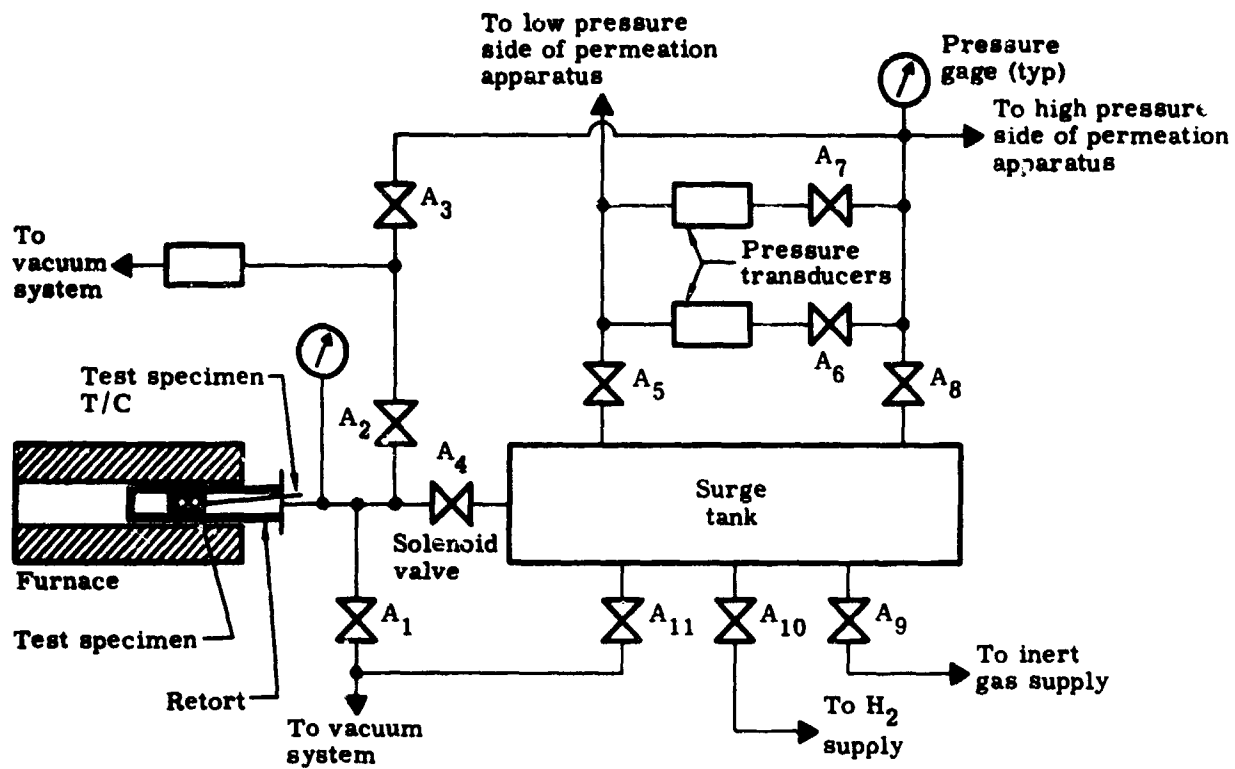 To low pressure
side of permeation
apparatus
Pressure
gage (typ)
To high pressure
side of permeation
apparatus
A7
A3
To
vacuum
system
Pressure
transducers
A6
A5
A8
Test specimen
T/C
A2
A4
Surge
tank
Solenoid
valve
Furnace
A1
A11
A10
A9
Test specimen
To inert
gas supply
Retort
To H2
supply
To vacuum
system